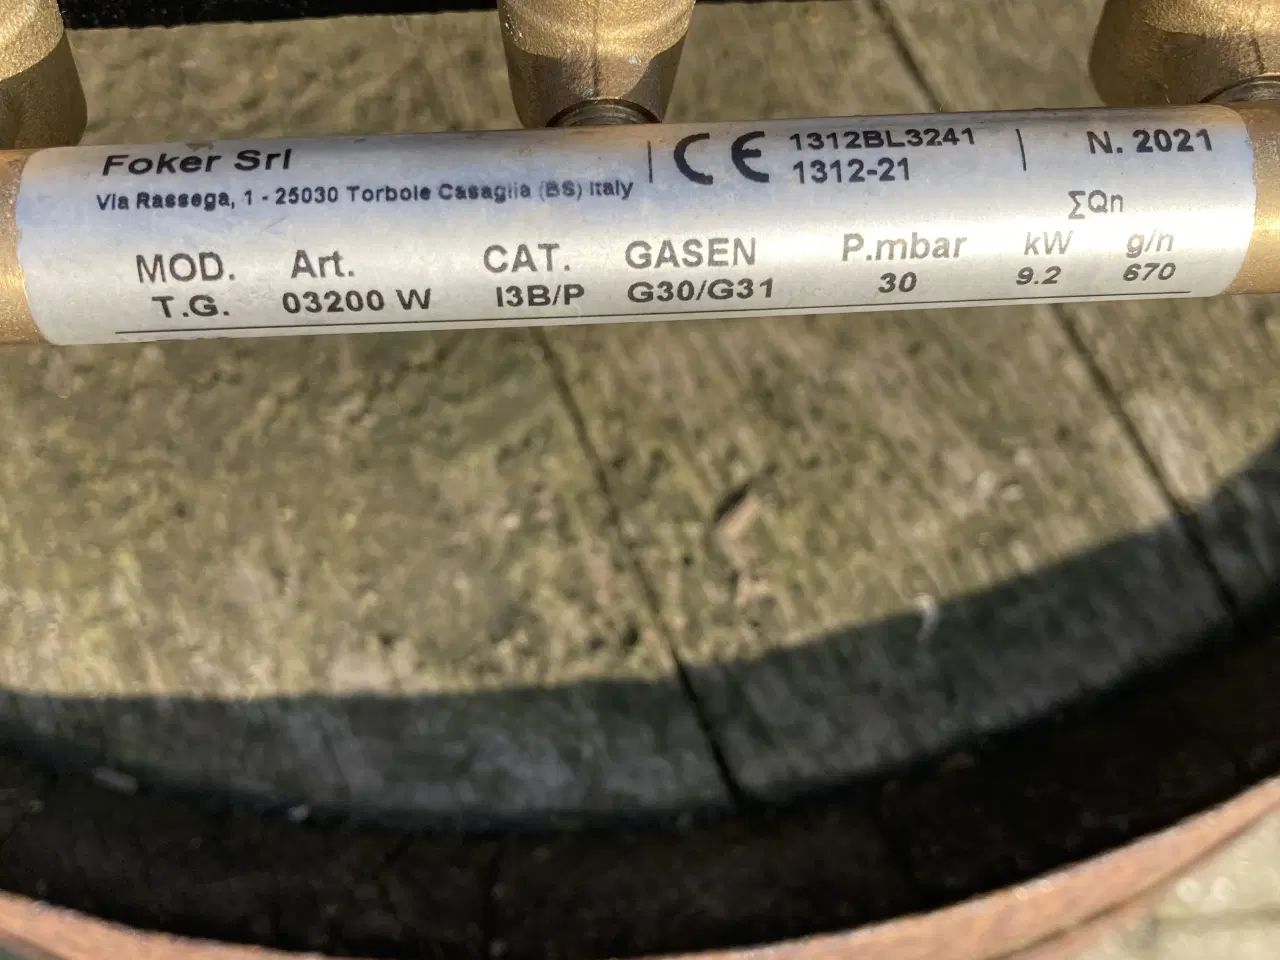 Foker Srl
Via Rassega, 1 - 25030 Torbole Casaglia (BS) Italy
CE 1312BL3241
1312-21
N. 2021
ΣQn
MOD. Art. CAT. GASEN P.mbar kW g/h
T.G. 03200 W I3B/P G30/G31 30 9.2 670